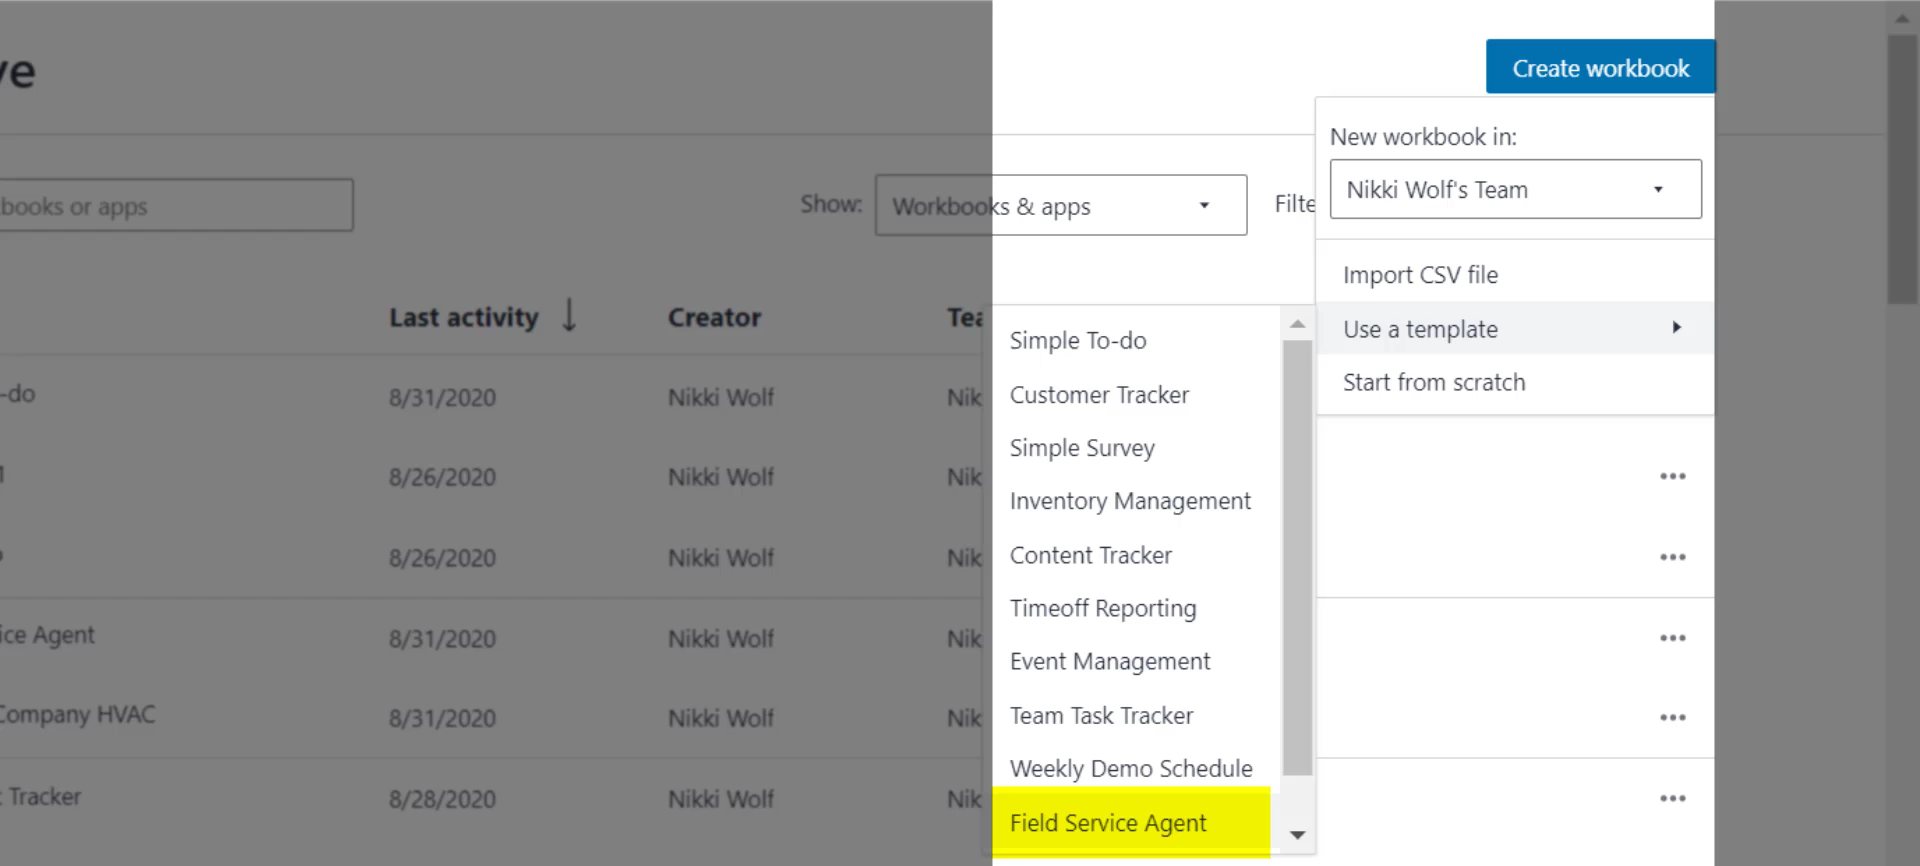 ve
Create workbook
New workbook in:
Nikki Wolf's Team
books or apps
Show:
Workbooks & apps
Filte
Import CSV file
Use a template
Start from scratch
Last activity ↓
Creator
Tea
Simple To-do
Customer Tracker
Simple Survey
Inventory Management
Content Tracker
Timeoff Reporting
Event Management
Team Task Tracker
Weekly Demo Schedule
Field Service Agent
-do 8/31/2020 Nikki Wolf Nik
8/26/2020 Nikki Wolf Nik
8/26/2020 Nikki Wolf Nik
ice Agent 8/31/2020 Nikki Wolf Nik
Company HVAC 8/31/2020 Nikki Wolf Nik
t Tracker 8/28/2020 Nikki Wolf Nik